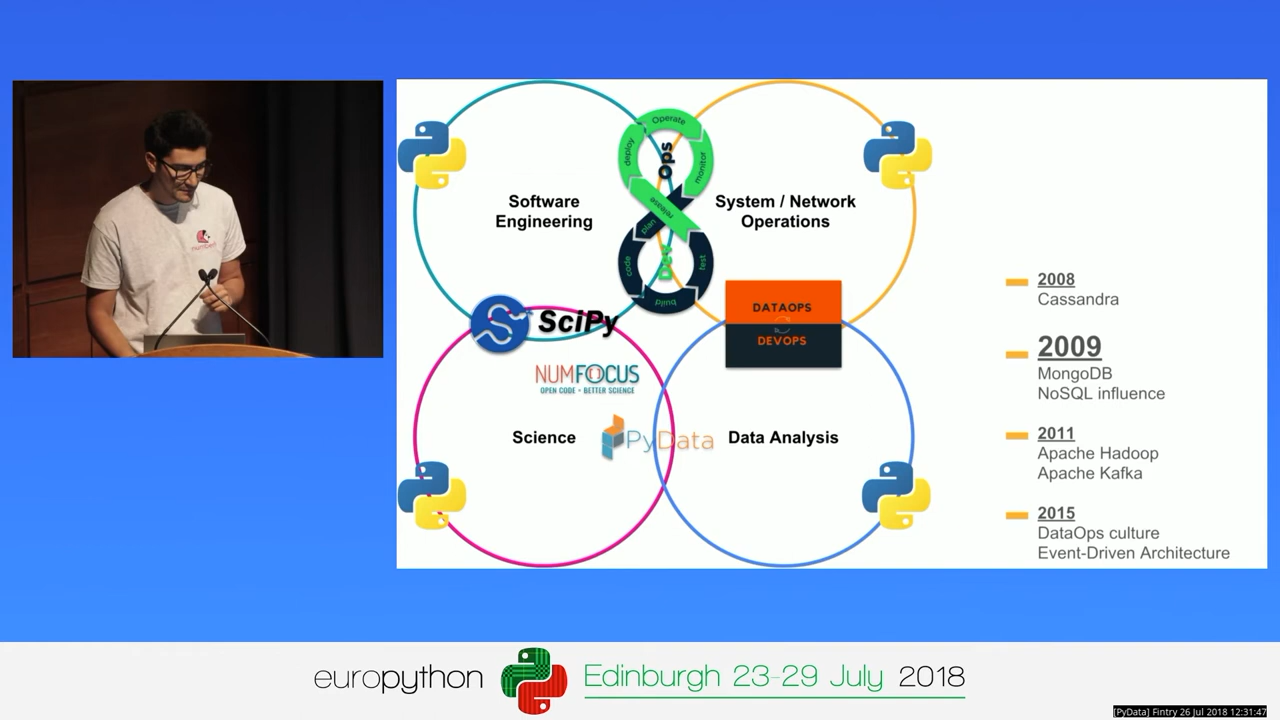 Operate
deploy
Ops
monitor
release
plan
Dev
code
test
build
Software
Engineering
System / Network
Operations
SciPy
DATAOPS
DEVOPS
NUMFOCUS
OPEN CODE = BETTER SCIENCE
Science
PyData
Data Analysis
2008
Cassandra
2009
MongoDB
NoSQL influence
2011
Apache Hadoop
Apache Kafka
2015
DataOps culture
Event-Driven Architecture
europython
Edinburgh 23-29 July 2018
[PyData] Fintry 26 Jul 2018 12:31:47